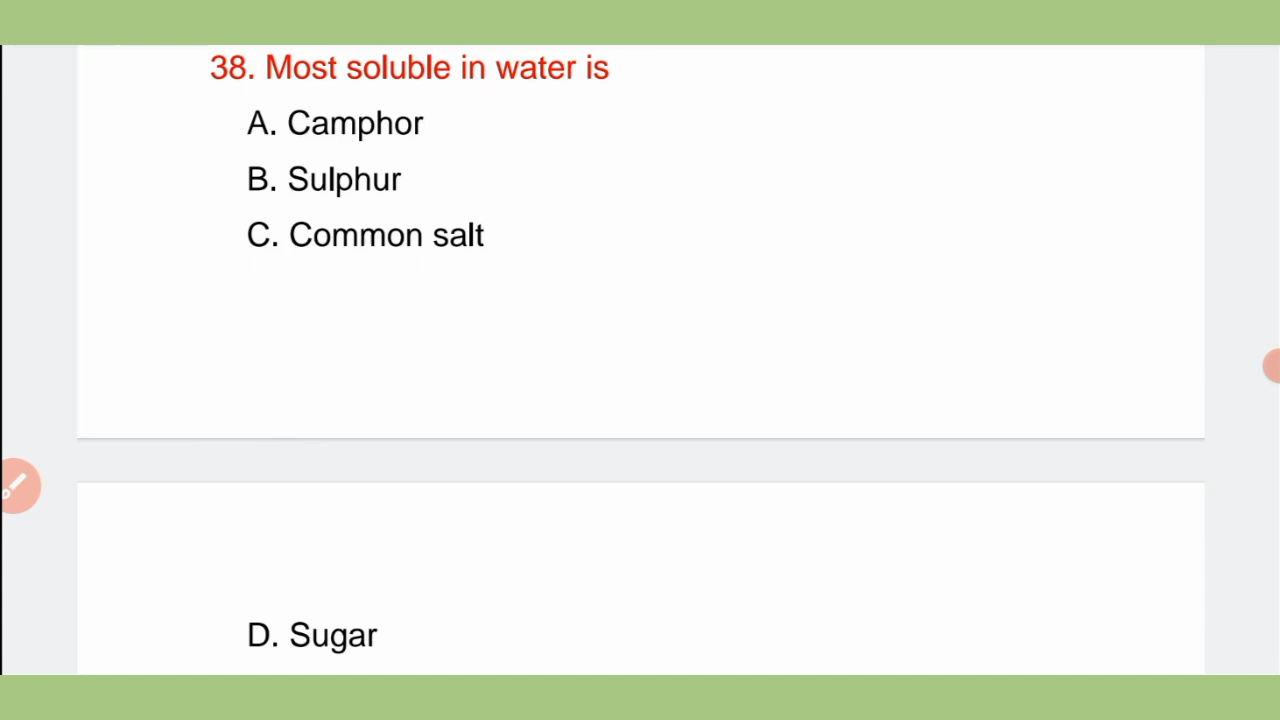 38. Most soluble in water is
A. Camphor
B. Sulphur
C. Common salt
D. Sugar